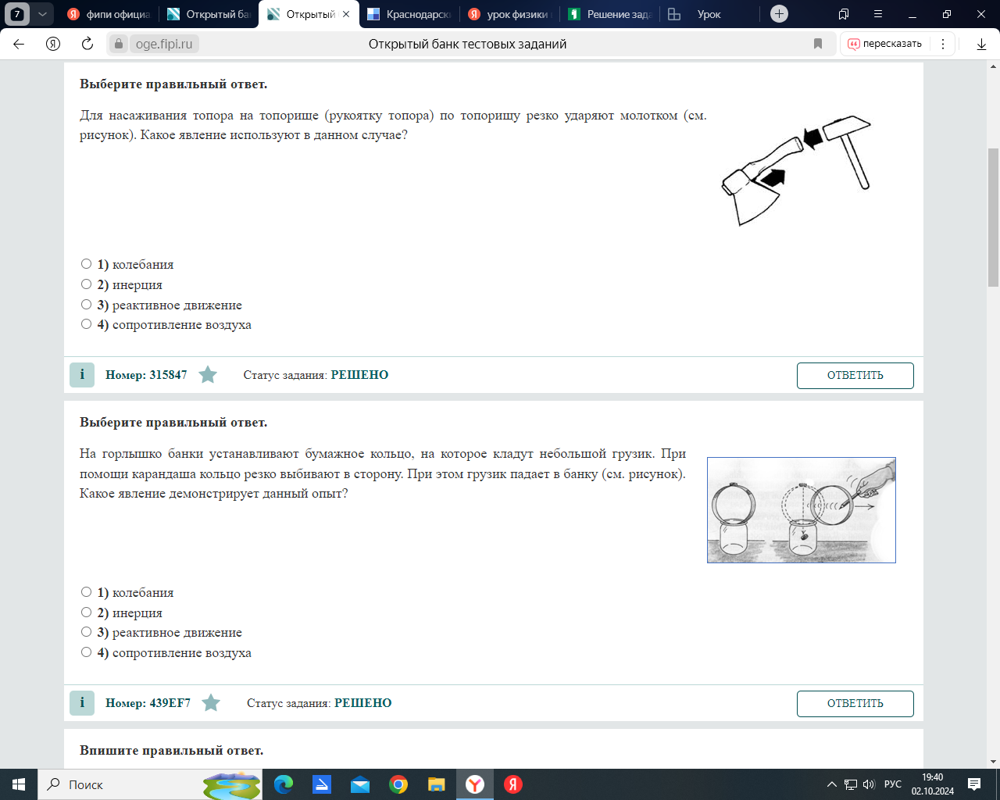 7
фипи официа
Открытый ба
Открытый
Краснодарск
урок физики
Решение зада
Урок
oge.fipi.ru
Открытый банк тестовых заданий
пересказать
Выберите правильный ответ.
Для насаживания топора на топорище (рукоятку топора) по топорищу резко ударяют молотком (см.
рисунок). Какое явление используют в данном случае?
1) колебания
2) инерция
3) реактивное движение
4) сопротивление воздуха
i Номер: 315847 Статус задания: РЕШЕНО ОТВЕТИТЬ
Выберите правильный ответ.
На горлышко банки устанавливают бумажное кольцо, на которое кладут небольшой грузик. При
помощи карандаша кольцо резко выбивают в сторону. При этом грузик падает в банку (см. рисунок).
Какое явление демонстрирует данный опыт?
1) колебания
2) инерция
3) реактивное движение
4) сопротивление воздуха
i Номер: 439EF7 Статус задания: РЕШЕНО ОТВЕТИТЬ
Впишите правильный ответ.
Поиск
РУС
19:40
02.10.2024